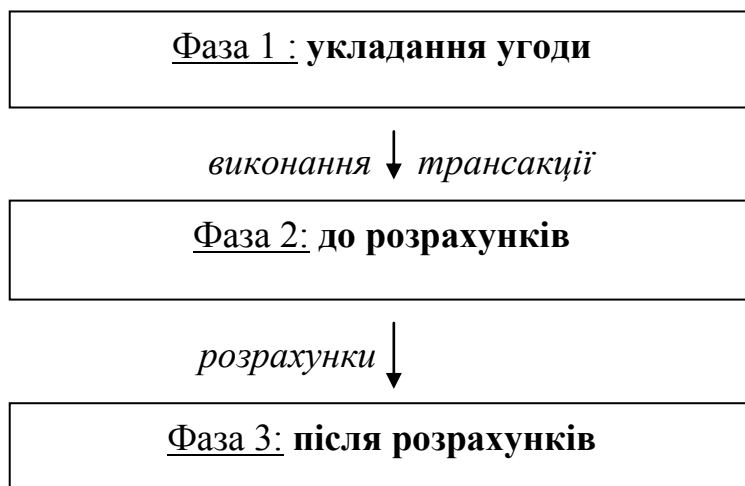 Фаза 1 : укладання угоди
виконання трансакції
Фаза 2: до розрахунків
розрахунки
Фаза 3: після розрахунків